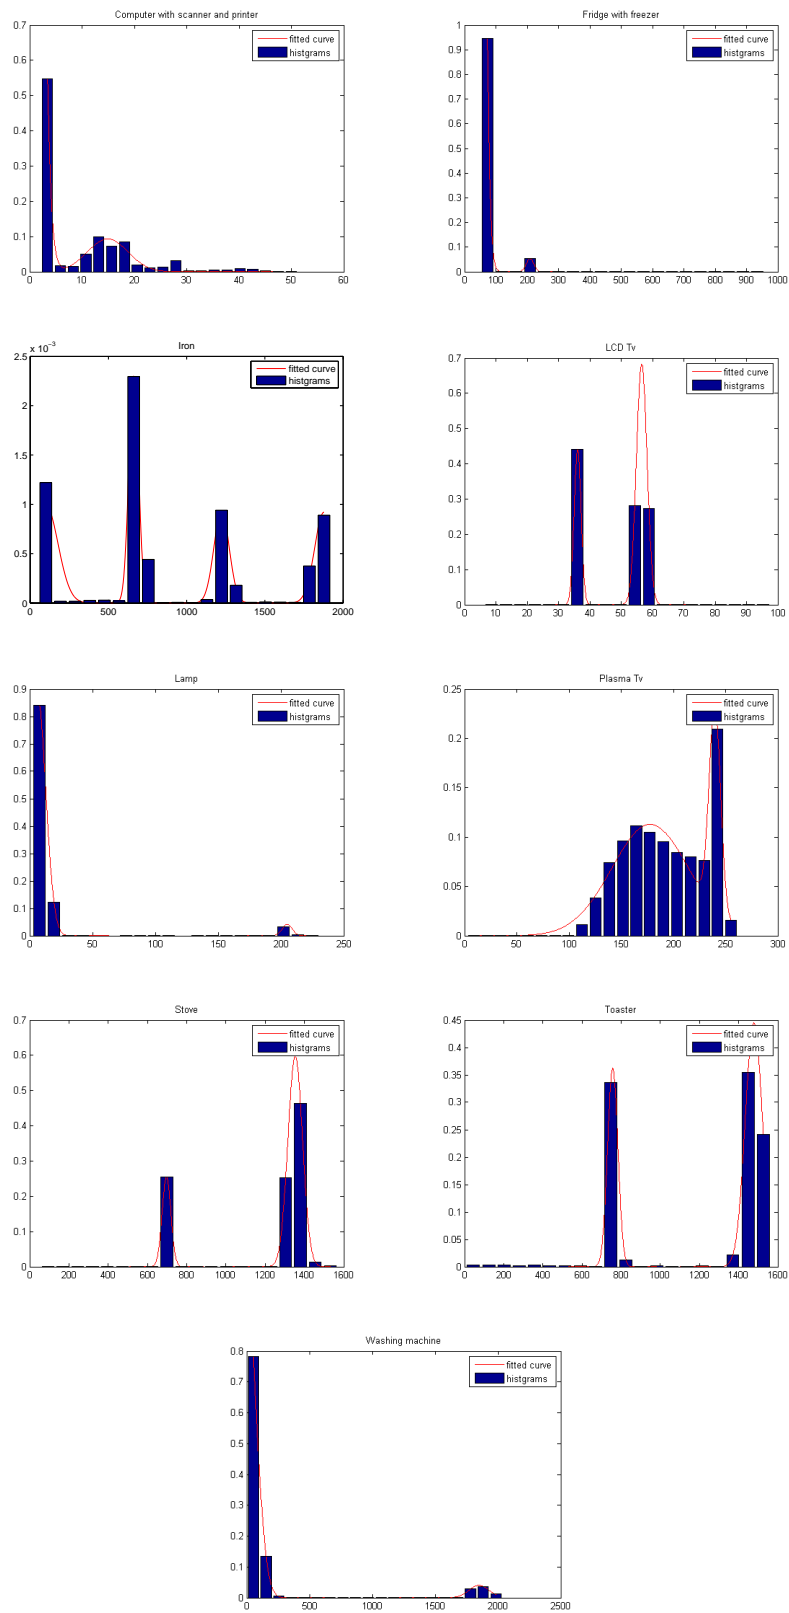 Computer with scanner and printer
0.7
0.6
0.5
0.4
0.3
0.2
0.1
0
0 10 20 30 40 50 60
fitted curve
histgrams
Fridge with freezer
1
0.9
0.8
0.7
0.6
0.5
0.4
0.3
0.2
0.1
0
0 100 200 300 400 500 600 700 800 900 1000
fitted curve
histgrams
Iron
x 10⁻³
2.5
2
1.5
1
0.5
0
0 500 1000 1500 2000
fitted curve
histgrams
LCD Tv
0.7
0.6
0.5
0.4
0.3
0.2
0.1
0
0 10 20 30 40 50 60 70 80 90 100
fitted curve
histgrams
Lamp
0.9
0.8
0.7
0.6
0.5
0.4
0.3
0.2
0.1
0
0 50 100 150 200 250
fitted curve
histgrams
Plasma Tv
0.25
0.2
0.15
0.1
0.05
0
0 50 100 150 200 250 300
fitted curve
histgrams
Stove
0.7
0.6
0.5
0.4
0.3
0.2
0.1
0
0 200 400 600 800 1000 1200 1400 1600
fitted curve
histgrams
Toaster
0.45
0.4
0.35
0.3
0.25
0.2
0.15
0.1
0.05
0
0 200 400 600 800 1000 1200 1400 1600
fitted curve
histgrams
Washing machine
0.8
0.7
0.6
0.5
0.4
0.3
0.2
0.1
0
0 500 1000 1500 2000 2500
fitted curve
histgrams